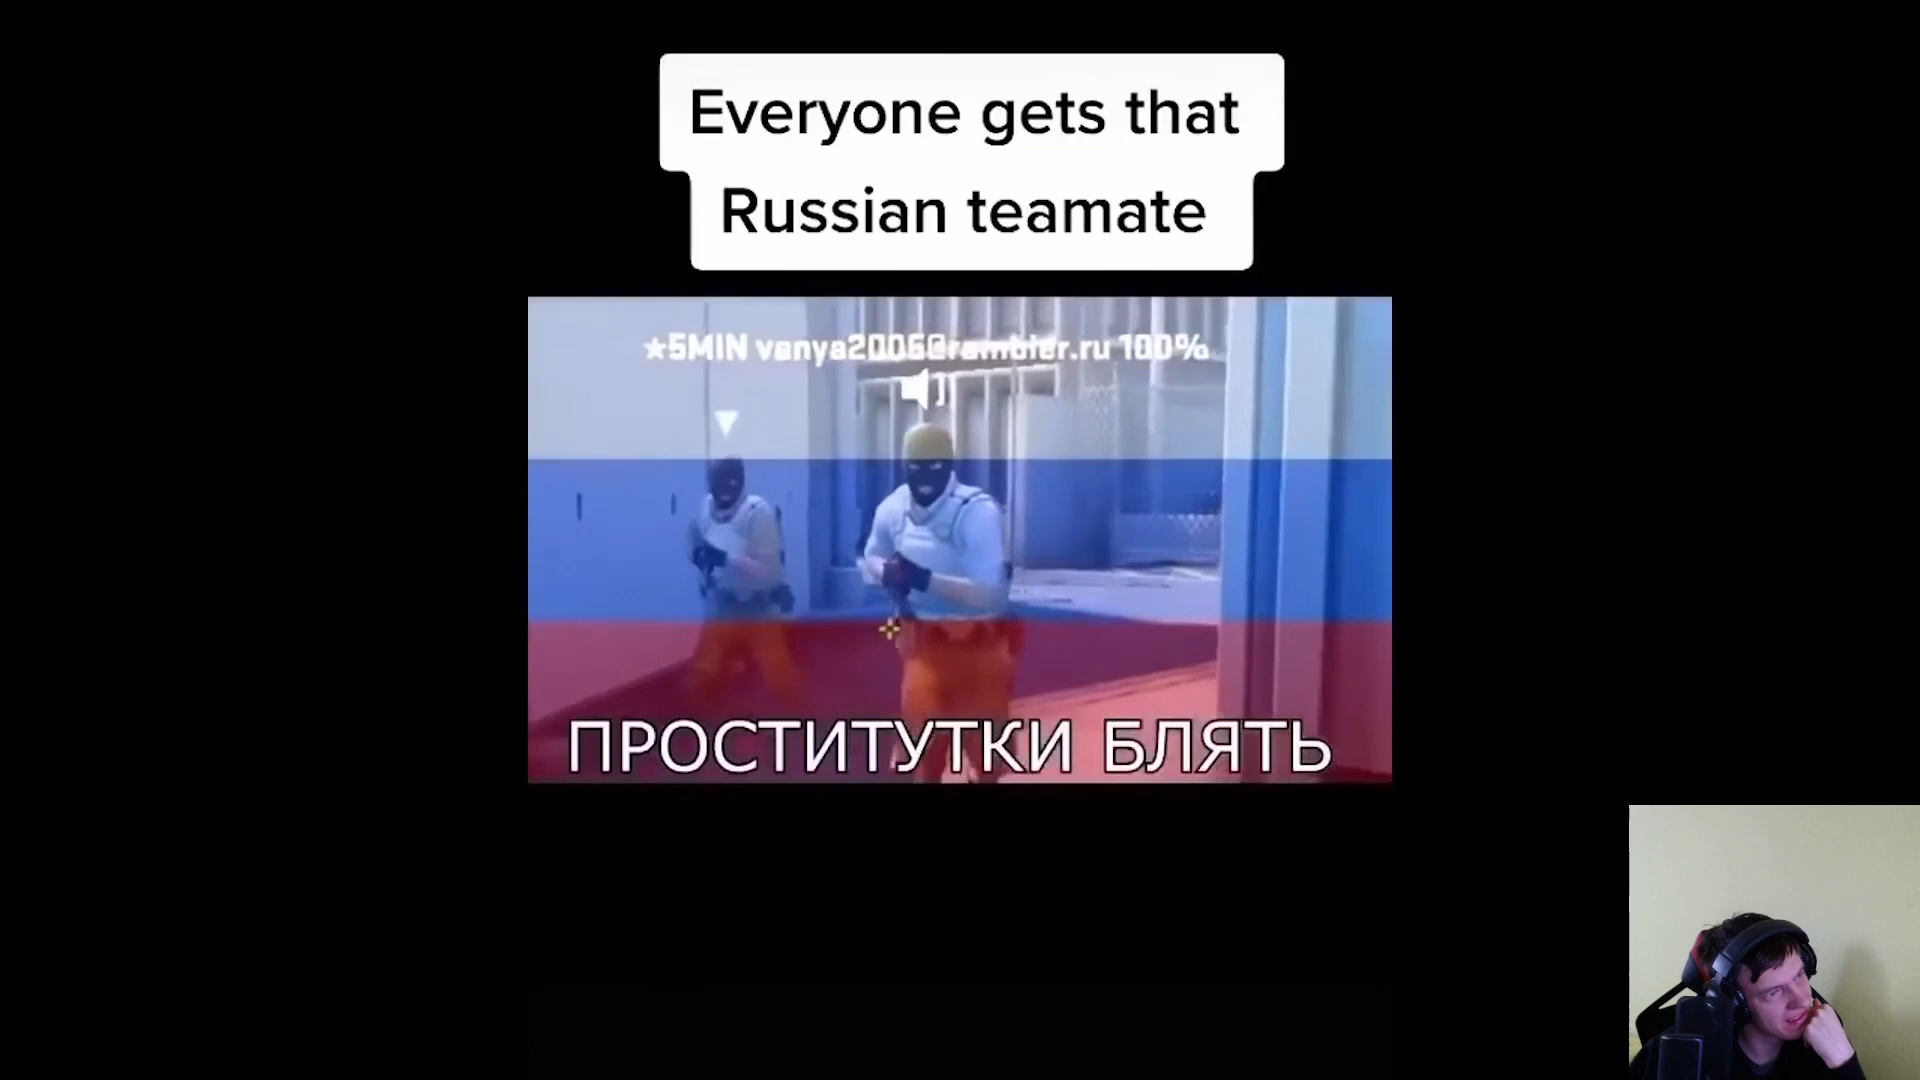 Everyone gets that
Russian teamate
★5MIN vanya2006@rambler.ru 100%
ПРОСТИТУТКИ БЛЯТЬ